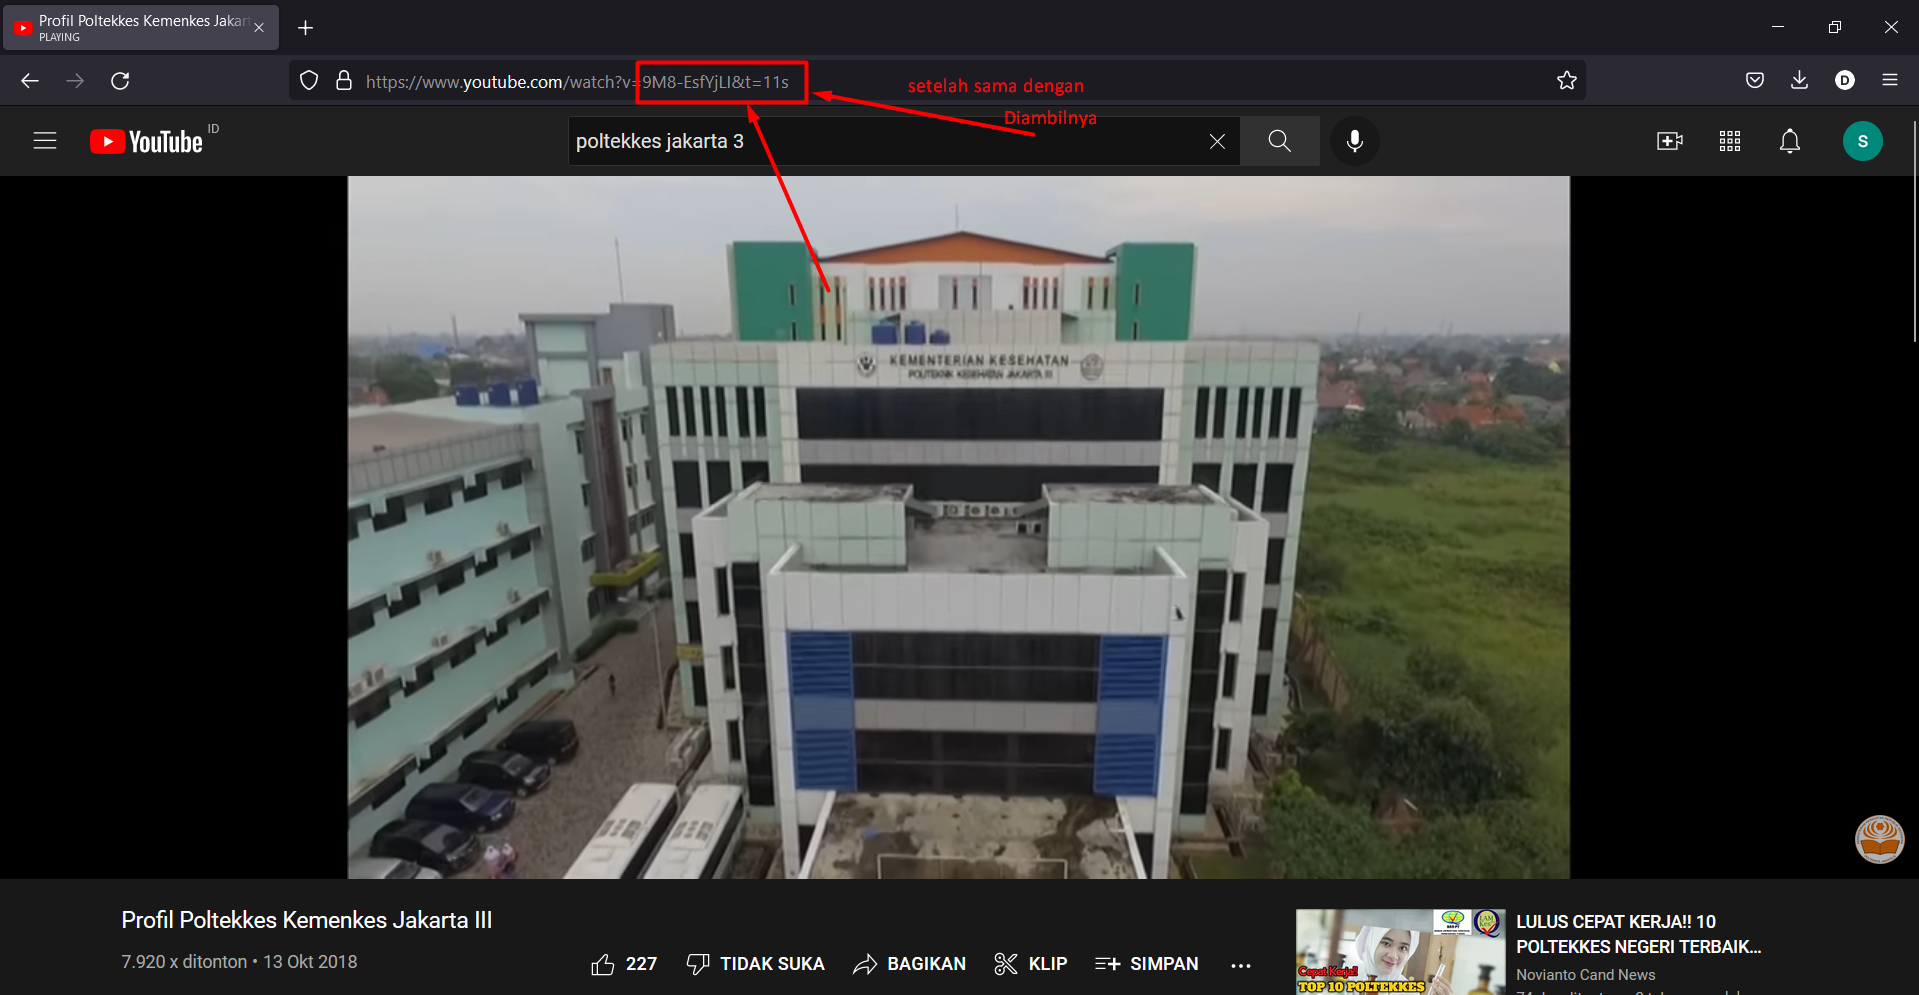 Profil Poltekkes Kemenkes Jakart
PLAYING
https://www.youtube.com/watch?v=9M8-EsfYjLI&t=11s
setelah sama dengan
Diambilnya
YouTube ID
poltekkes jakarta 3
D
S
KEMENTERIAN KESEHATAN
POLITEKNIK KESEHATAN JAKARTA III
Profil Poltekkes Kemenkes Jakarta III
7.920 x ditonton • 13 Okt 2018
227
TIDAK SUKA
BAGIKAN
KLIP
SIMPAN
Cepat Kerja!!
TOP 10 POLTEKKES
LULUS CEPAT KERJA!! 10
POLTEKKES NEGERI TERBAIK...
Novianto Cand News